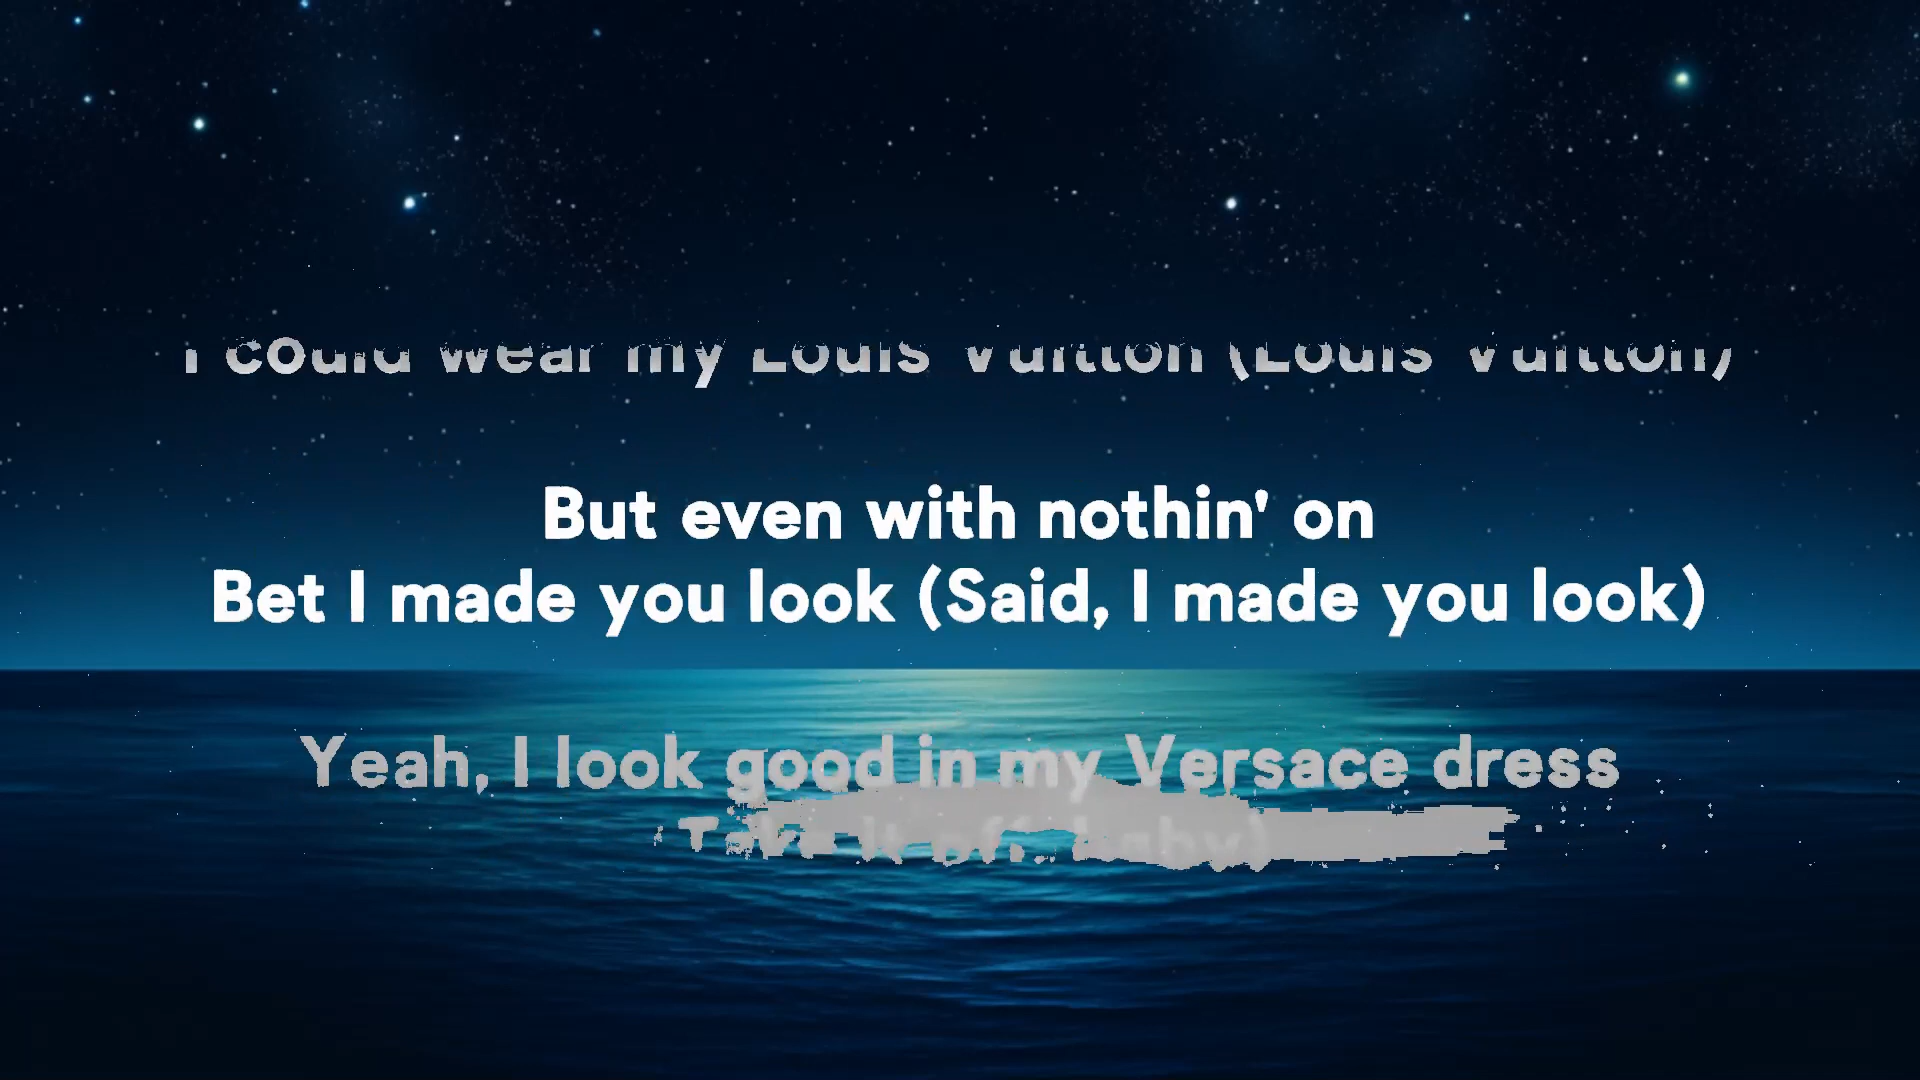 I could wear my Louis Vuitton (Louis Vuitton)
But even with nothin' on
Bet I made you look (Said, I made you look)
Yeah, I look good in my Versace dress
Take it off, baby)